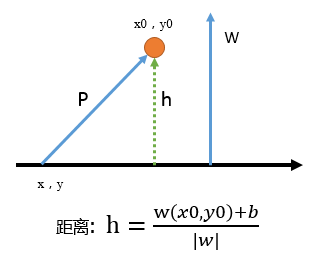 x0 , y0
W
P
h
x , y
距离: h = w(x0,y0)+b / |w|